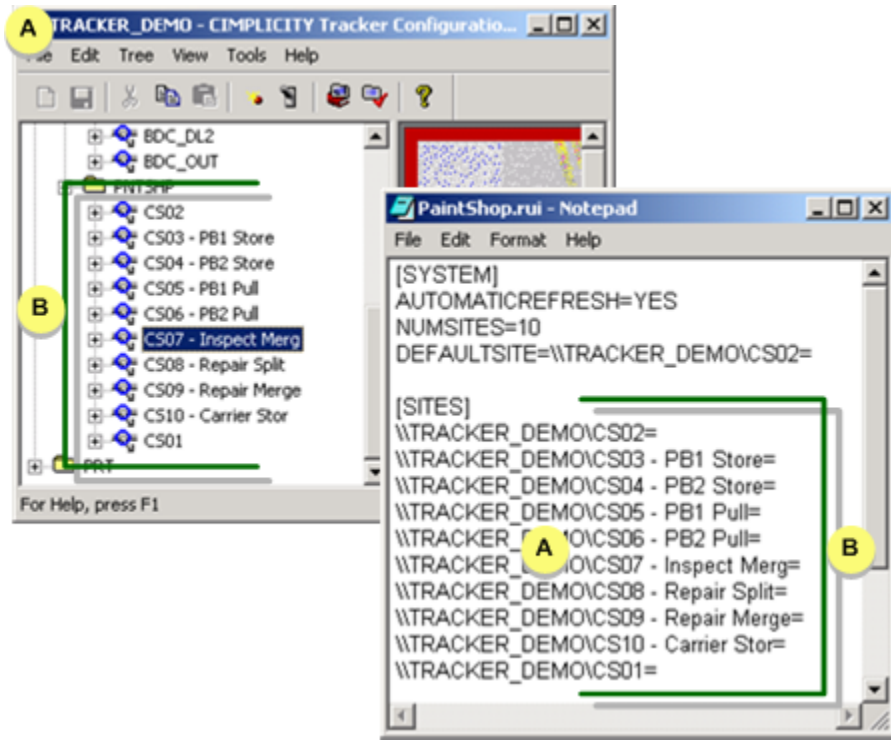 A
TRACKER_DEMO - CIMPLICITY Tracker Configuratio...
Edit Tree View Tools Help
BDC_DL2
BDC_OUT
PNTSHP
CS02
CS03 - PB1 Store
CS04 - PB2 Store
CS05 - PB1 Pull
CS06 - PB2 Pull
B
CS07 - Inspect Merg
CS08 - Repair Split
CS09 - Repair Merge
CS10 - Carrier Stor
CS01
PRT
For Help, press F1
PaintShop.rui - Notepad
File Edit Format Help
[SYSTEM]
AUTOMATICREFRESH=YES
NUMSITES=10
DEFAULTSITE=\\TRACKER_DEMO\CS02=
[SITES]
\\TRACKER_DEMO\CS02=
\\TRACKER_DEMO\CS03 - PB1 Store=
\\TRACKER_DEMO\CS04 - PB2 Store=
\\TRACKER_DEMO\CS05 - PB1 Pull=
\\TRACKER_DEMO\CS06 - PB2 Pull=
A
B
\\TRACKER_DEMO\CS07 - Inspect Merg=
\\TRACKER_DEMO\CS08 - Repair Split=
\\TRACKER_DEMO\CS09 - Repair Merge=
\\TRACKER_DEMO\CS10 - Carrier Stor=
\\TRACKER_DEMO\CS01=